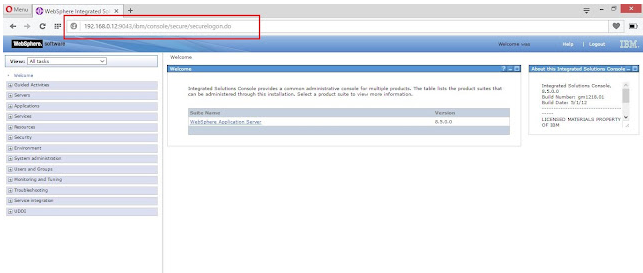 Menu
WebSphere Integrated S
192.168.0.12:9043/ibm/console/secure/securelogon.do
WebSphere. software
Welcome
Help | Logout
IBM.
View: All tasks
Welcome
Guided Activities
Servers
Applications
Services
Resources
Security
Environment
System administration
Users and Groups
Monitoring and Tuning
Troubleshooting
Service integration
UDDI
Welcome
Welcome
Integrated Solutions Console provides a common administrative console for multiple products. The table lists the product suites that
can be administered through this installation. Select a product suite to view more information.
Suite Name Version
WebSphere Application Server 8.5.0.0
About this Integrated Solutions Console
Integrated Solutions Console,
8.5.0.0
Build Number: gm1218.01
Build Date: 5/1/12
----------------------------
-----
LICENSED MATERIALS PROPERTY
OF IBM